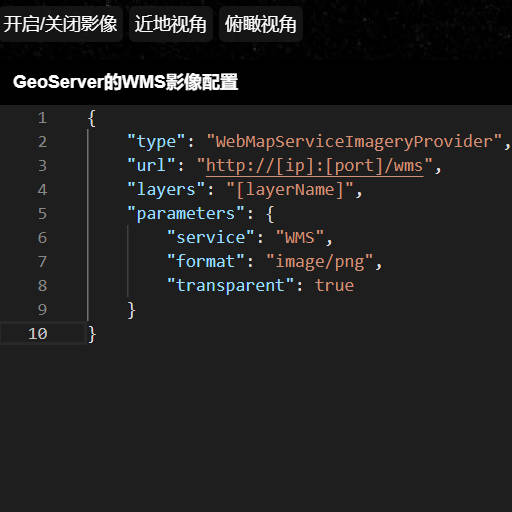 开启/关闭影像 近地视角 俯瞰视角
GeoServer的WMS影像配置
1 {
2     "type": "WebMapServiceImageryProvider",
3     "url": "http://[ip]:[port]/wms",
4     "layers": "[layerName]",
5     "parameters": {
6         "service": "WMS",
7         "format": "image/png",
8         "transparent": true
9     }
10 }